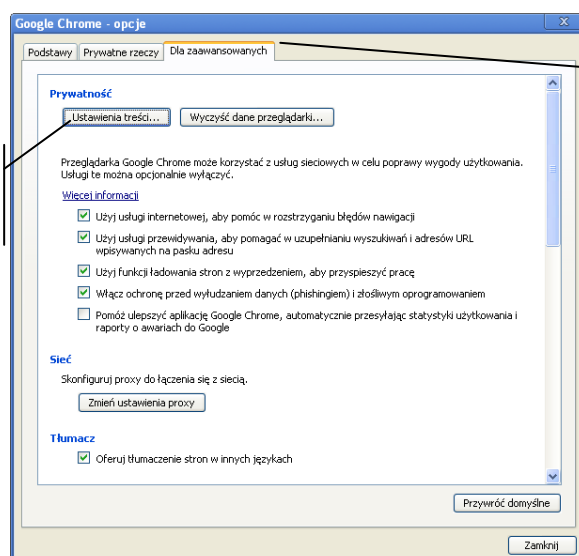 Google Chrome - opcje
Podstawy
Prywatne rzeczy
Dla zaawansowanych
Prywatność
Ustawienia treści...
Wyczyść dane przeglądarki...
Przeglądarka Google Chrome może korzystać z usług sieciowych w celu poprawy wygody użytkowania.
Usługi te można opcjonalnie wyłączyć.
Więcej informacji
Użyj usługi internetowej, aby pomóc w rozstrzyganiu błędów nawigacji
Użyj usługi przewidywania, aby pomagać w uzupełnianiu wyszukiwań i adresów URL
wpisywanych na pasku adresu
Użyj funkcji ładowania stron z wyprzedzeniem, aby przyspieszyć pracę
Włącz ochronę przed wyłudzaniem danych (phishingiem) i złośliwym oprogramowaniem
Pomóż ulepszyć aplikację Google Chrome, automatycznie przesyłając statystyki użytkowania i
raporty o awariach do Google
Sieć
Skonfiguruj proxy do łączenia się z siecią.
Zmień ustawienia proxy
Tłumacz
Oferuj tłumaczenie stron w innych językach
Przywróć domyślne
Zamknij